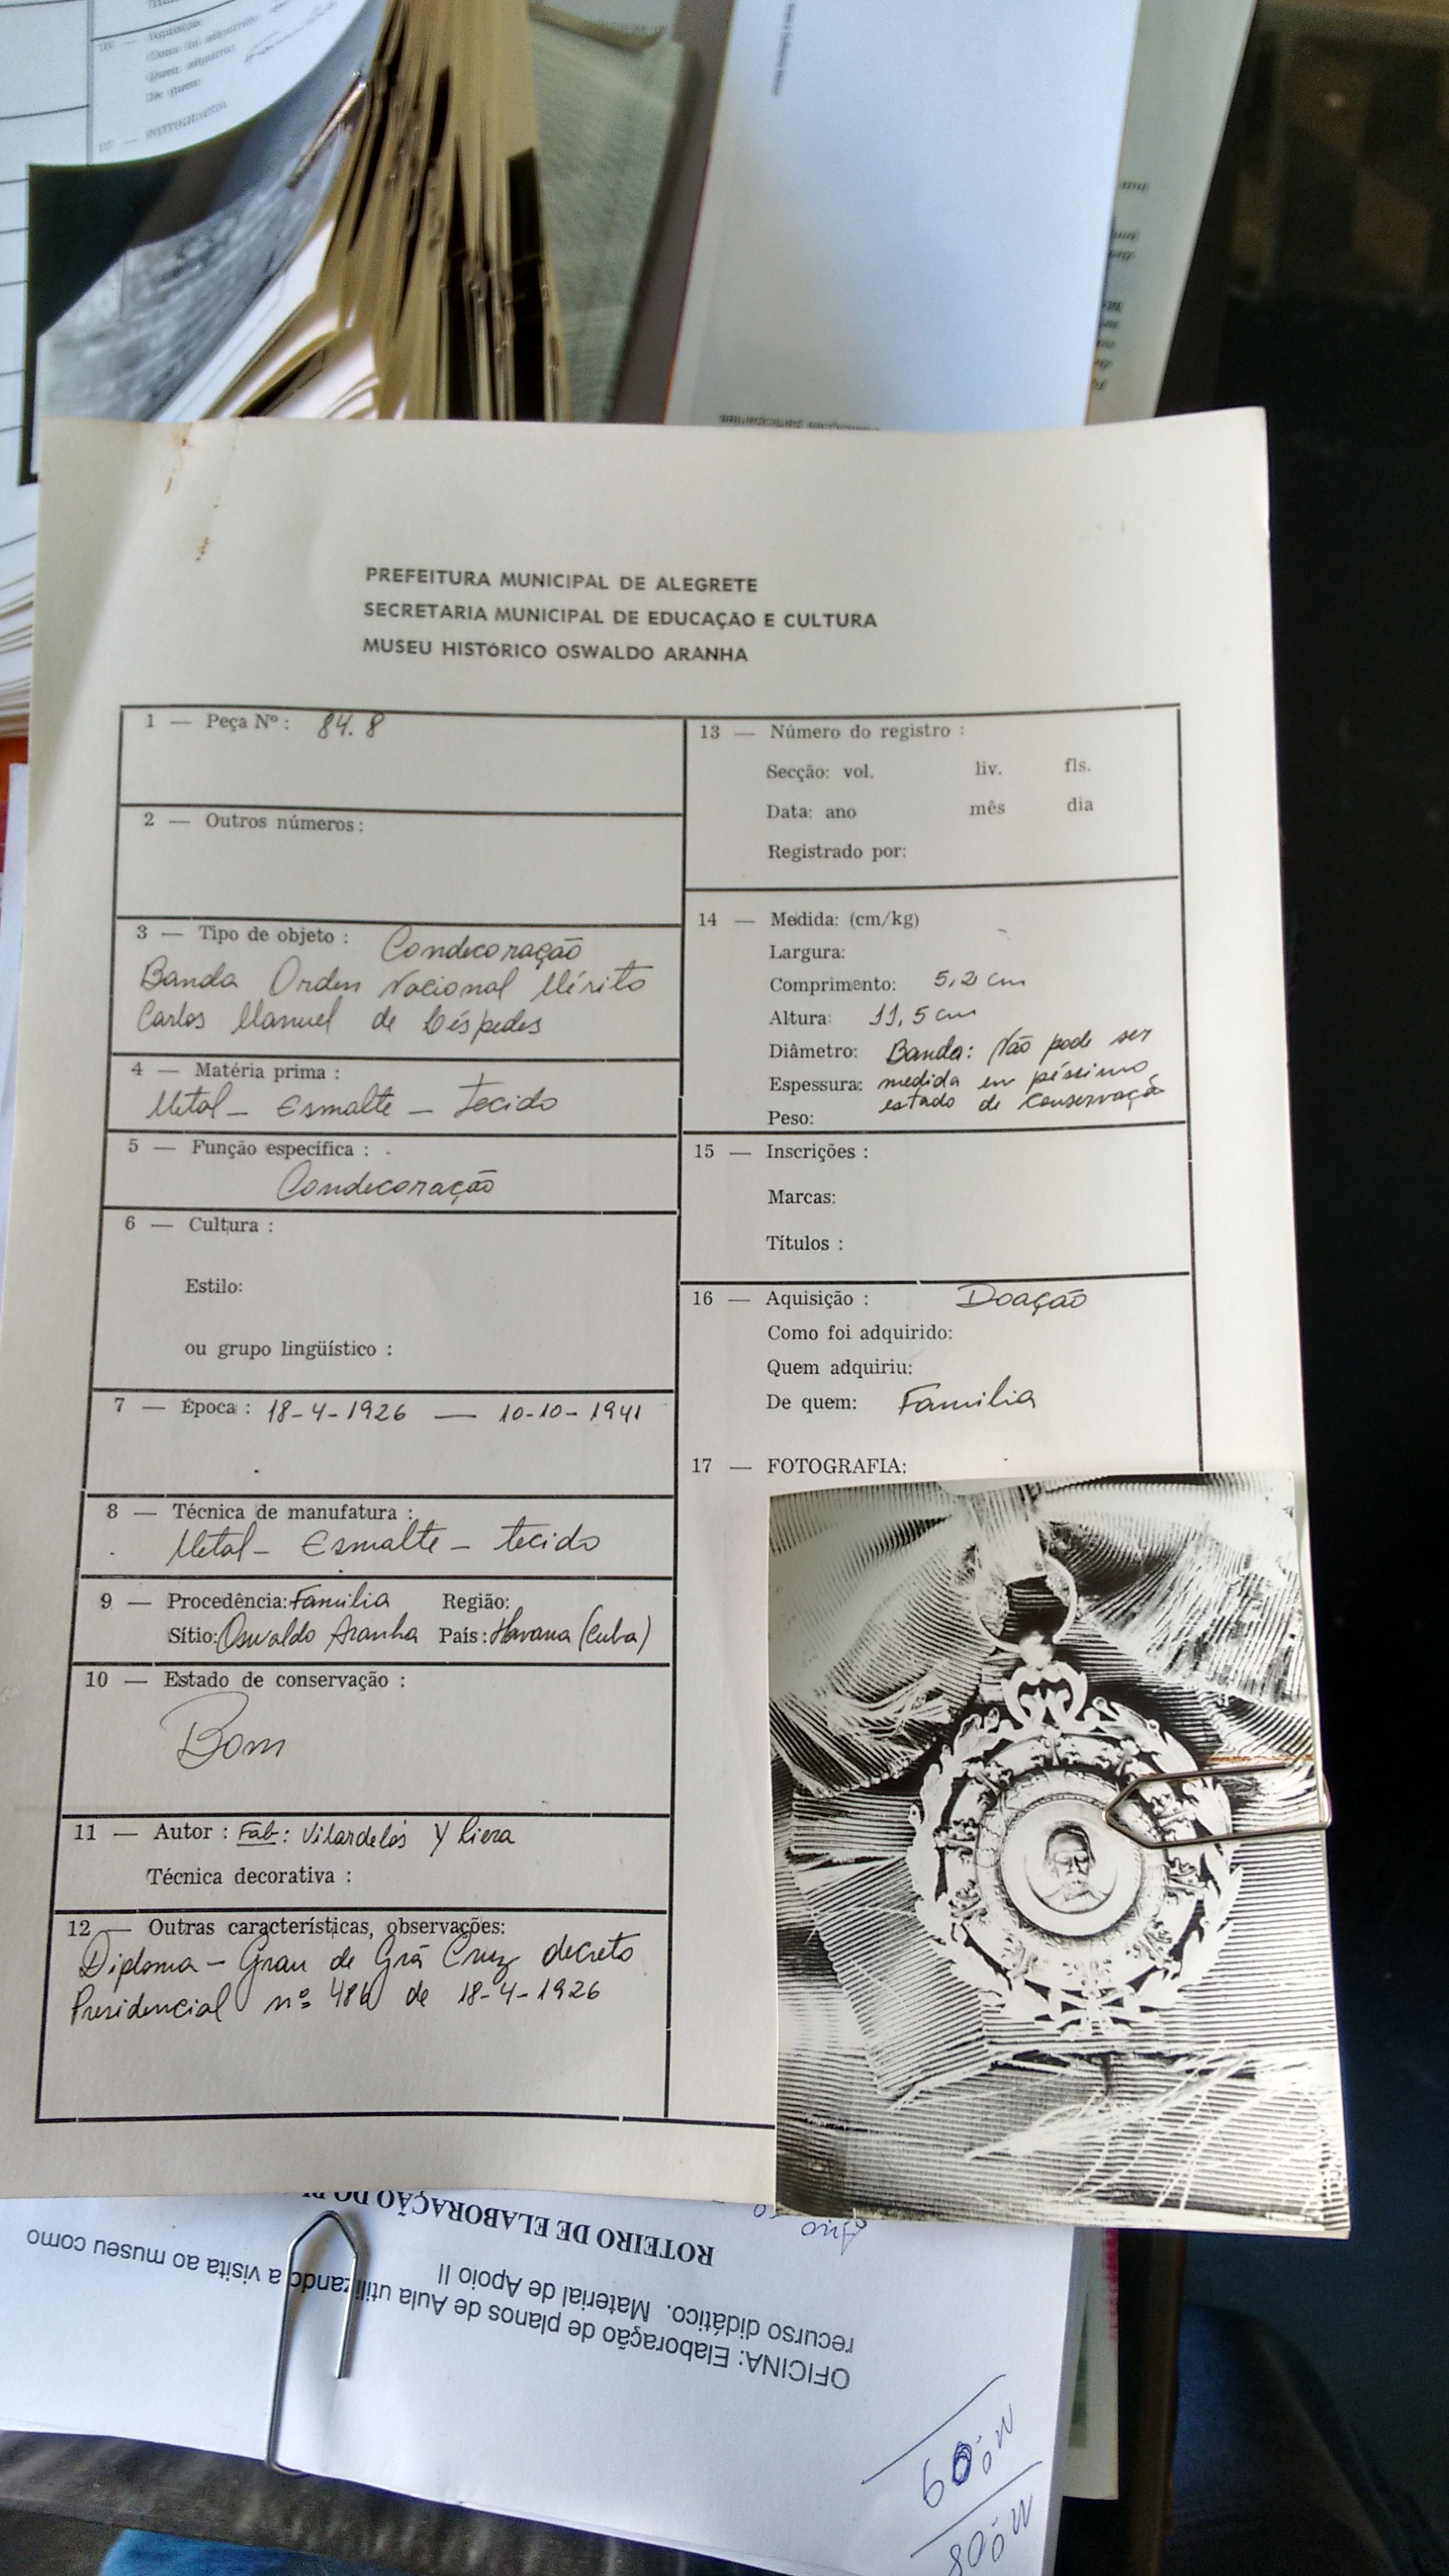 PREFEITURA MUNICIPAL DE ALEGRETE
SECRETARIA MUNICIPAL DE EDUCAÇÃO E CULTURA
MUSEU HISTÓRICO OSWALDO ARANHA
1 — Peça Nº: 84.8
2 — Outros números:
3 — Tipo de objeto: Condecoração
Banda Orden Nacional Mérito
Carlos Manuel de Céspedes
4 — Matéria prima:
Metal - Esmalte - Tecido
5 — Função específica:
Condecoração
6 — Cultura:
Estilo:
ou grupo lingüístico:
7 — Época: 18-4-1926 — 10-10-1941
8 — Técnica de manufatura:
Metal - Esmalte - tecido
9 — Procedência: Família Região:
Sítio: Oswaldo Aranha País: Havana (Cuba)
10 — Estado de conservação:
Bom
11 — Autor: Fab: Vilardelós Y Riera
Técnica decorativa:
12 — Outras características, observações:
Diploma - Grau de Grã Cruz decreto
Presidencial nº de 18-4-1926
13 — Número do registro:
Secção: vol. liv. fls.
Data: ano mês dia
Registrado por:
14 — Medida: (cm/kg)
Largura:
Comprimento: 5,2 cm
Altura: 11,5 cm
Diâmetro: Banda: Não pode ser
Espessura: medida em péssimo
Peso: estado de conservação
15 — Inscrições:
Marcas:
Títulos:
16 — Aquisição: Doação
Como foi adquirido:
Quem adquiriu:
De quem: Família
17 — FOTOGRAFIA:
OFICINA: Elaboração de planos de Aula utilizando a visita ao museu como
recurso didático. Material de Apoio II
ROTEIRO DE ELABORAÇÃO DO